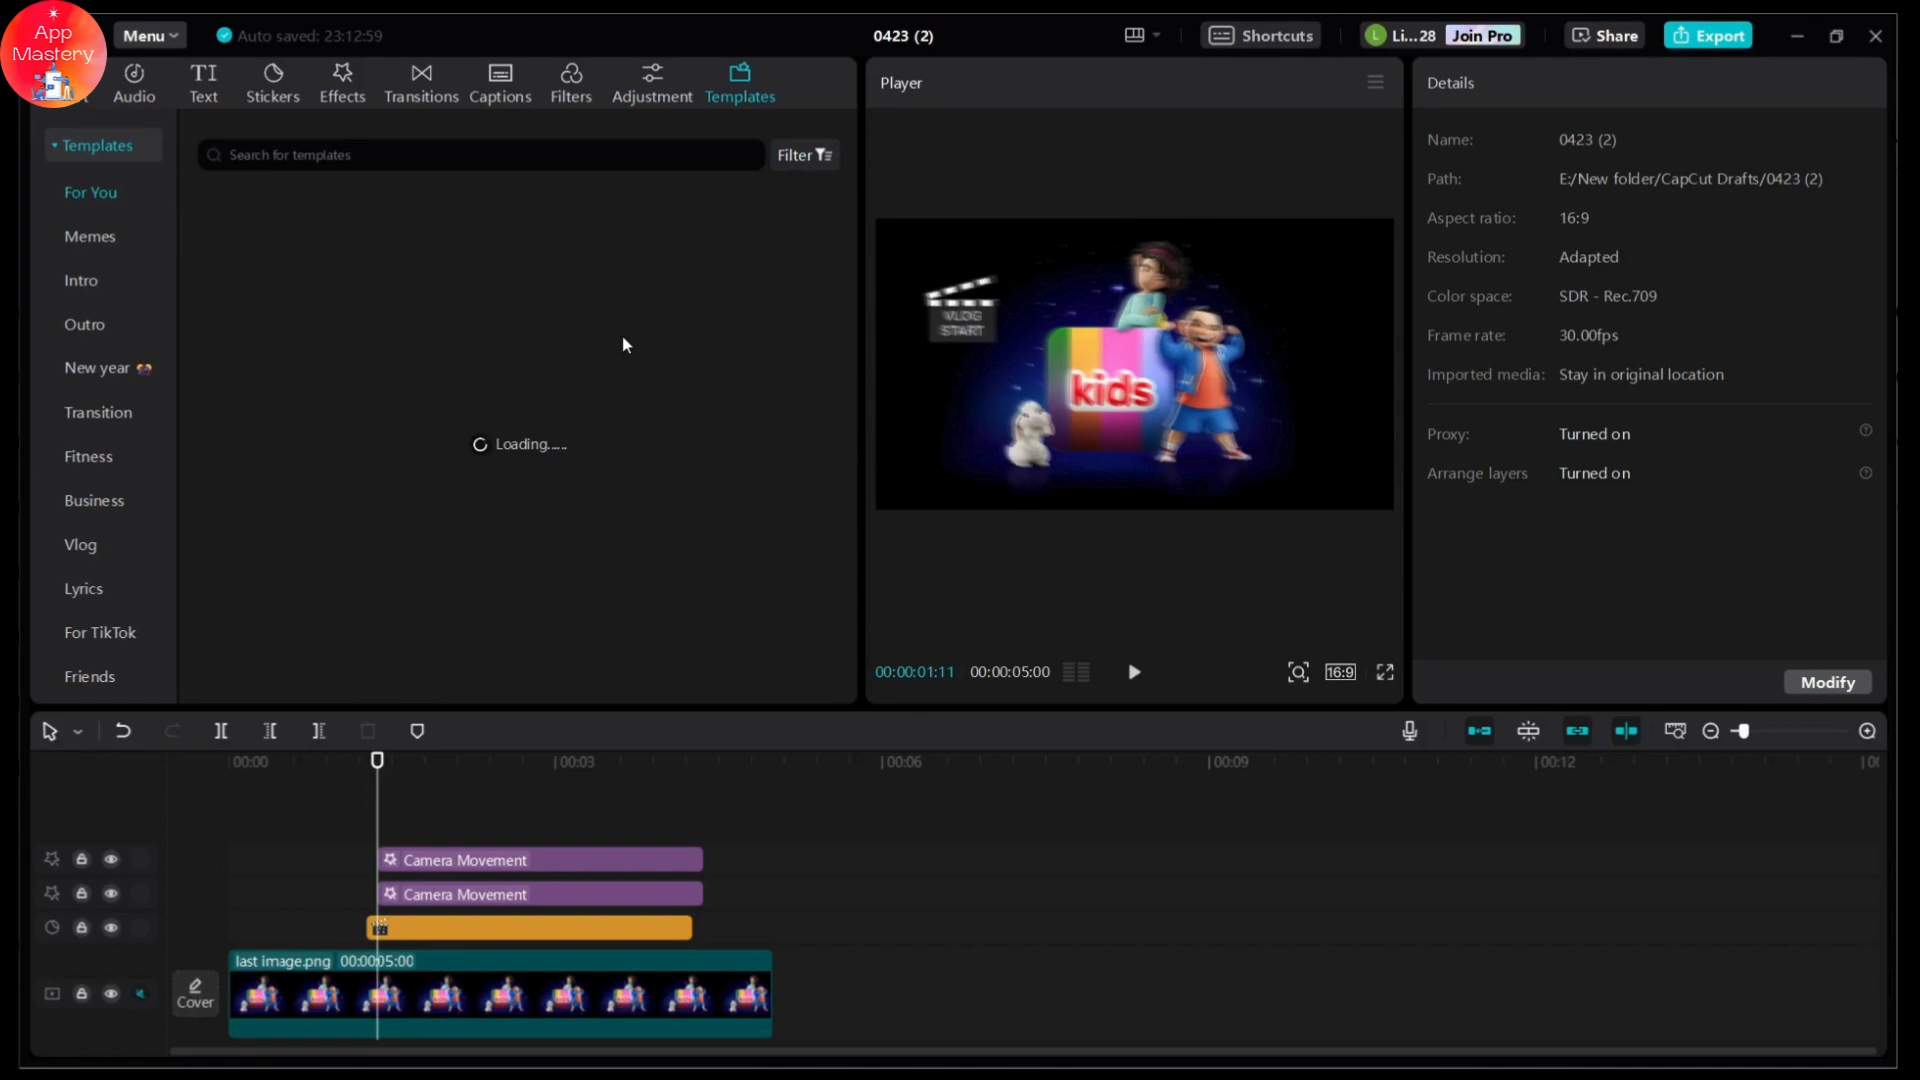 App
Mastery
Menu
Auto saved: 23:12:59
0423 (2)
Shortcuts
Li...28
Join Pro
Share
Export
Audio
Text
Stickers
Effects
Transitions
Captions
Filters
Adjustment
Templates
Player
Details
Templates
For You
Memes
Intro
Outro
New year
Transition
Fitness
Business
Vlog
Lyrics
For TikTok
Friends
Search for templates
Filter
Loading......
VLOG
START
kids
00:00:01:11
00:00:05:00
16:9
Name: 0423 (2)
Path: E:/New folder/CapCut Drafts/0423 (2)
Aspect ratio: 16:9
Resolution: Adapted
Color space: SDR - Rec.709
Frame rate: 30.00fps
Imported media: Stay in original location
Proxy: Turned on
Arrange layers Turned on
Modify
00:00
00:03
00:06
00:09
00:12
Camera Movement
Camera Movement
last image.png 00:00:05:00
Cover